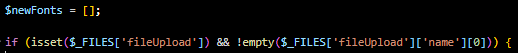 $newFonts = [];
if (isset($_FILES['fileUpload']) && !empty($_FILES['fileUpload']['name'][0])) {